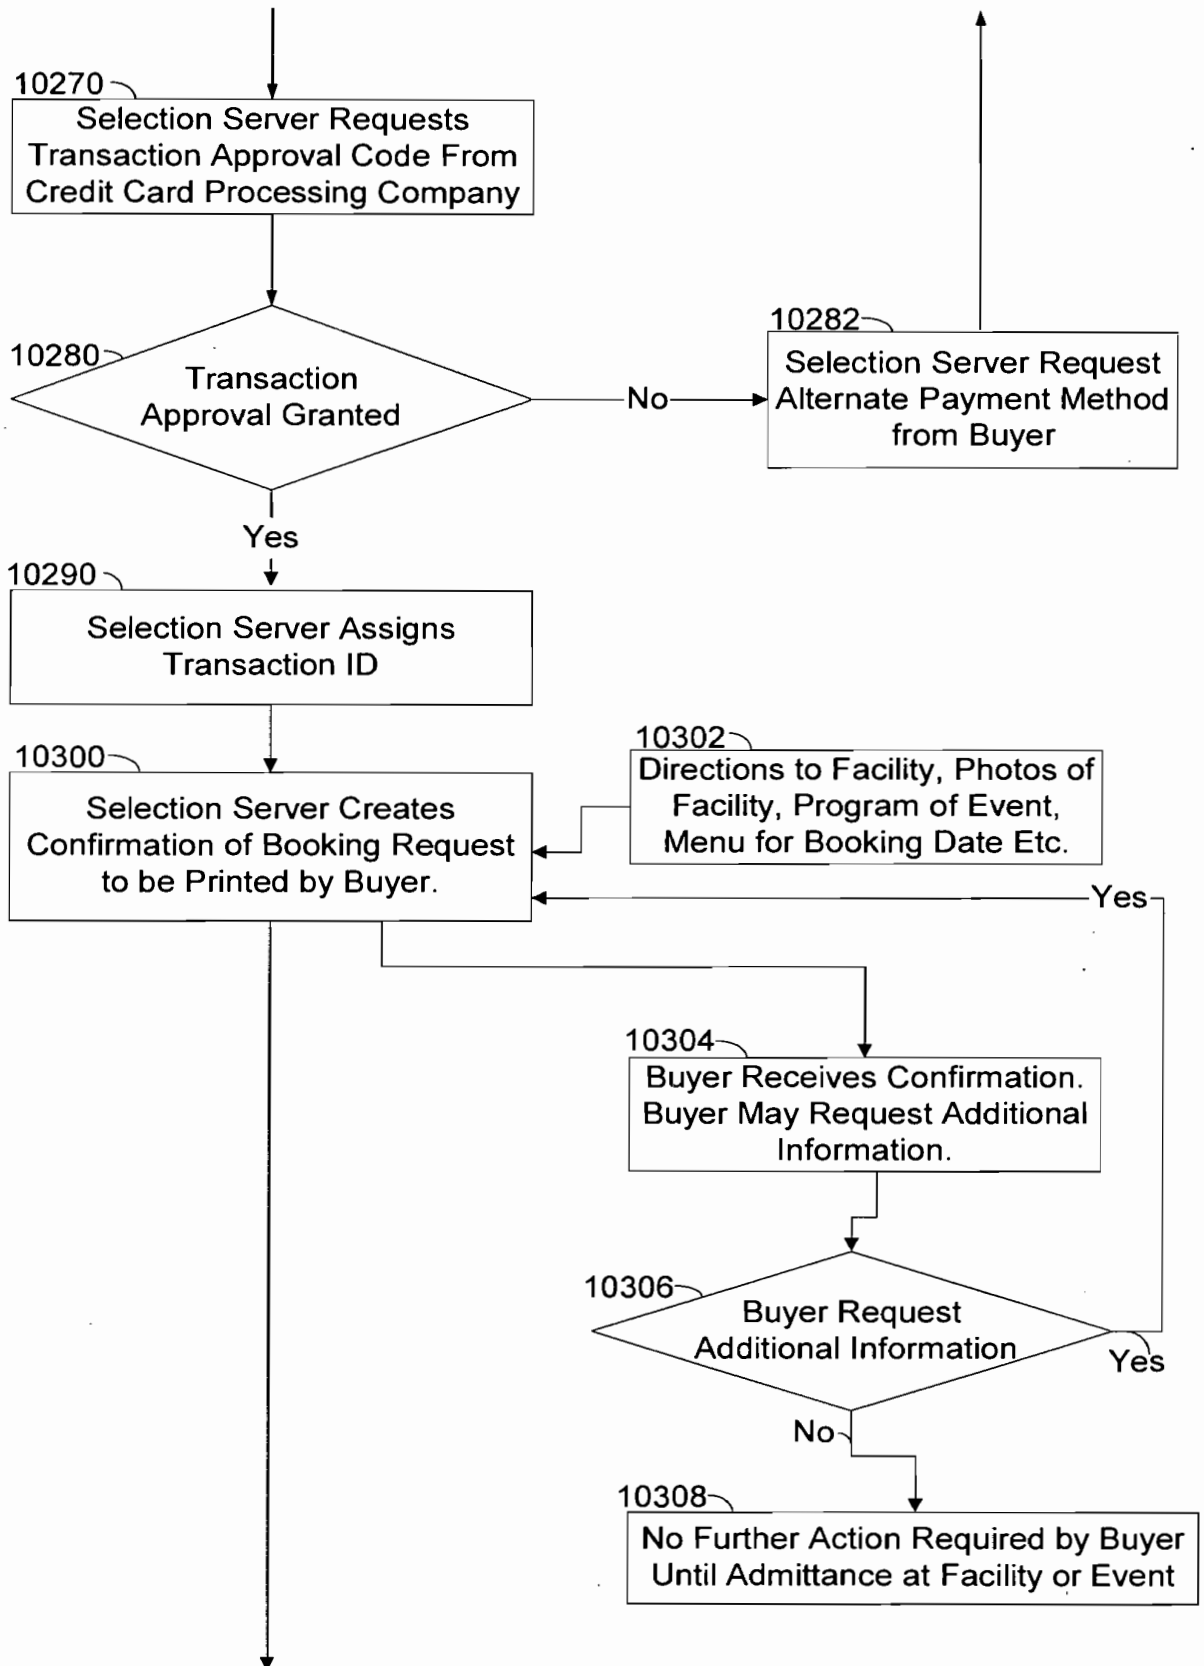 10270
Selection Server Requests
Transaction Approval Code From
Credit Card Processing Company
10280
Transaction
Approval Granted
No
10282
Selection Server Request
Alternate Payment Method
from Buyer
Yes
10290
Selection Server Assigns
Transaction ID
10300
Selection Server Creates
Confirmation of Booking Request
to be Printed by Buyer.
10302
Directions to Facility, Photos of
Facility, Program of Event,
Menu for Booking Date Etc.
Yes
10304
Buyer Receives Confirmation.
Buyer May Request Additional
Information.
10306
Buyer Request
Additional Information
Yes
No
10308
No Further Action Required by Buyer
Until Admittance at Facility or Event